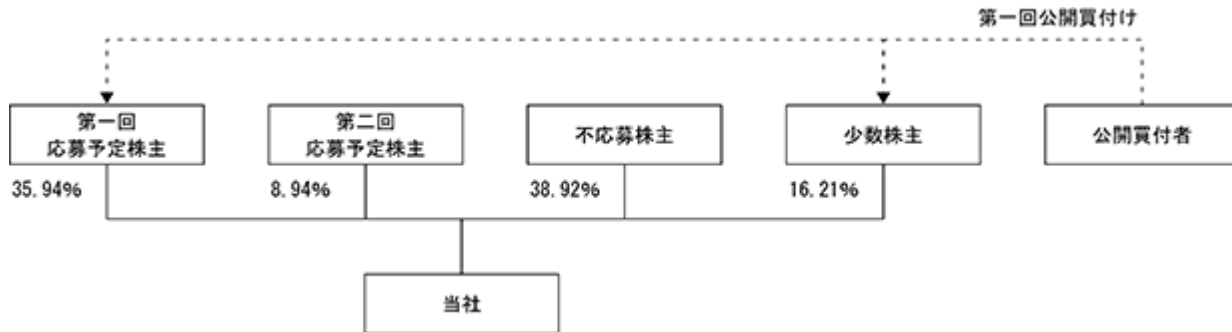 第一回公開買付け
第一回
応募予定株主
第二回
応募予定株主
不応募株主
少数株主
公開買付者
35.94%
8.94%
38.92%
16.21%
当社